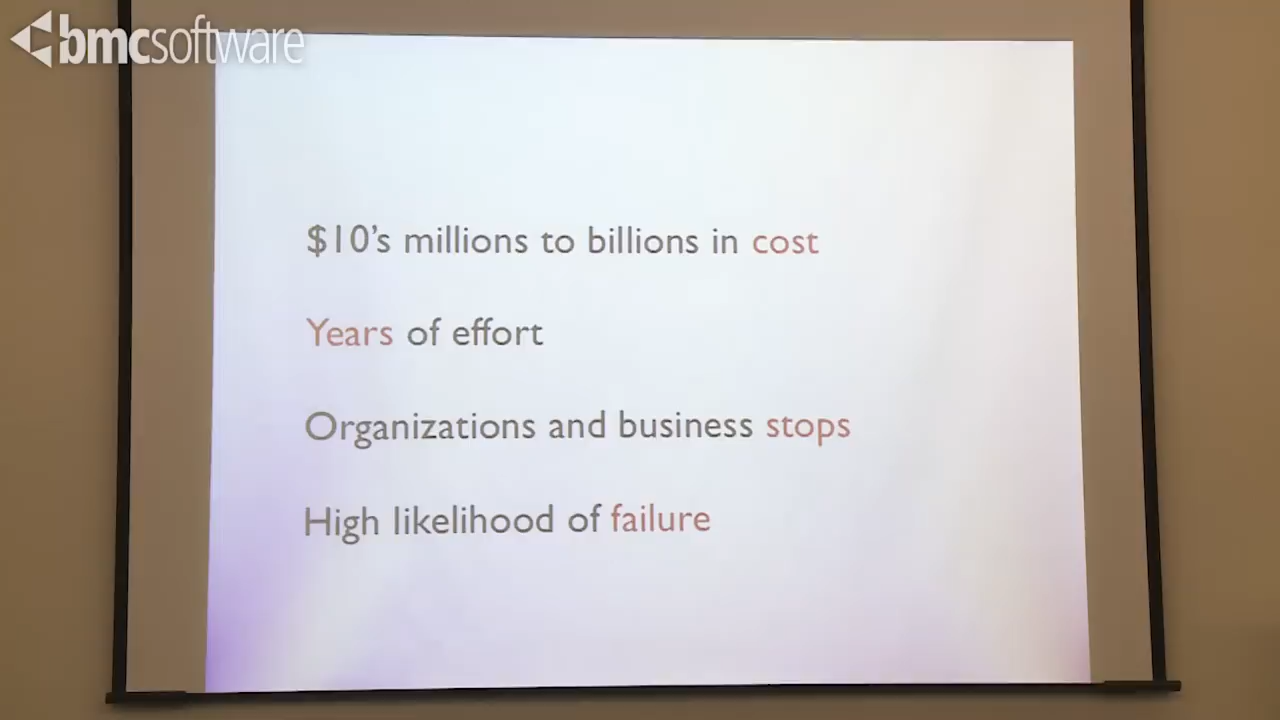 bmcsoftware
$10's millions to billions in cost
Years of effort
Organizations and business stops
High likelihood of failure